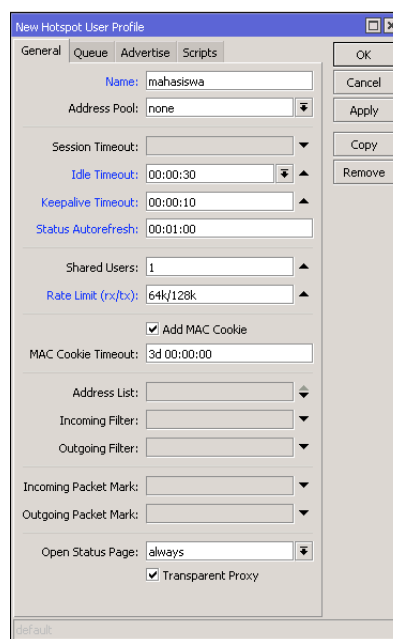 New Hotspot User Profile
General Queue Advertise Scripts
Name: mahasiswa
Address Pool: none
Session Timeout:
Idle Timeout: 00:00:30
Keepalive Timeout: 00:00:10
Status Autorefresh: 00:01:00
Shared Users: 1
Rate Limit (rx/tx): 64k/128k
Add MAC Cookie
MAC Cookie Timeout: 3d 00:00:00
Address List:
Incoming Filter:
Outgoing Filter:
Incoming Packet Mark:
Outgoing Packet Mark:
Open Status Page: always
Transparent Proxy
OK
Cancel
Apply
Copy
Remove
default